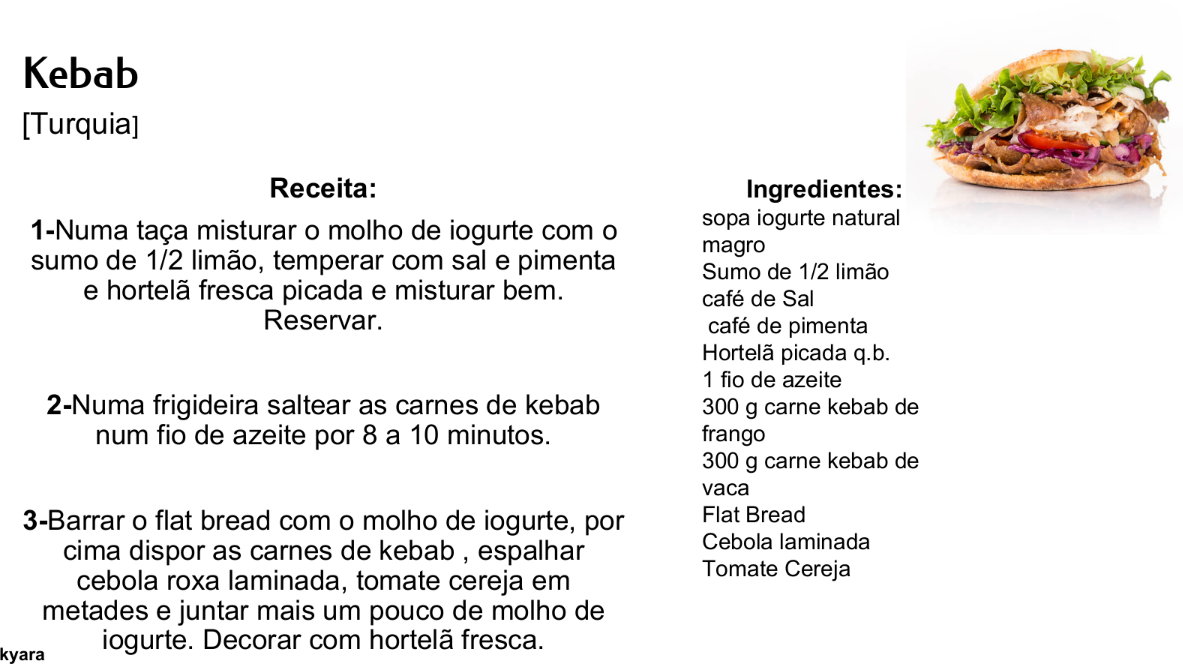 Kebab
[Turquia]
Receita:
1-Numa taça misturar o molho de iogurte com o
sumo de 1/2 limão, temperar com sal e pimenta
e hortelã fresca picada e misturar bem.
Reservar.
2-Numa frigideira saltear as carnes de kebab
num fio de azeite por 8 a 10 minutos.
3-Barrar o flat bread com o molho de iogurte, por
cima dispor as carnes de kebab , espalhar
cebola roxa laminada, tomate cereja em
metades e juntar mais um pouco de molho de
iogurte. Decorar com hortelã fresca.
kyara
Ingredientes:
sopa iogurte natural
magro
Sumo de 1/2 limão
café de Sal
café de pimenta
Hortelã picada q.b.
1 fio de azeite
300 g carne kebab de
frango
300 g carne kebab de
vaca
Flat Bread
Cebola laminada
Tomate Cereja